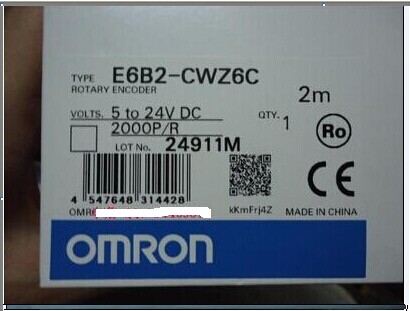 TYPE E6B2-CWZ6C
ROTARY ENCODER
2m
VOLTS. 5 to 24V DC
2000P/R
QTY. 1
LOT No. 24911M
Ro
CE
4 547648 314428
kKmFrj4Z
MADE IN CHINA
OMRON